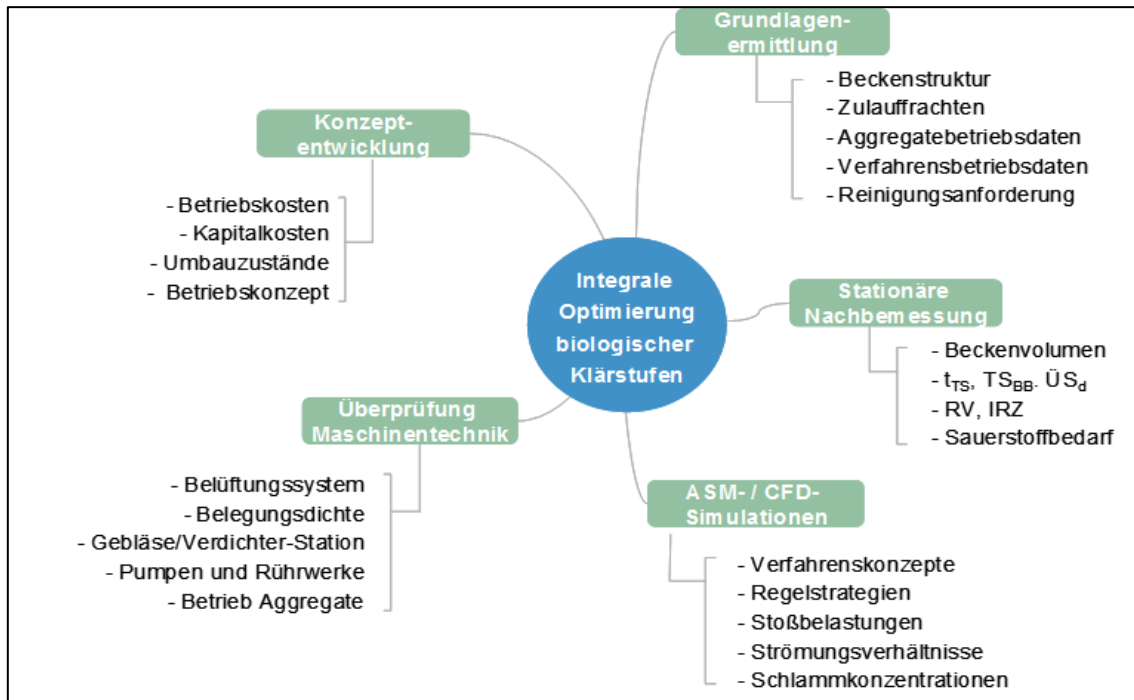 Grundlagen-
ermittlung
- Beckenstruktur
- Zulauffrachten
- Aggregatebetriebsdaten
- Verfahrensbetriebsdaten
- Reinigungsanforderung
Konzept-
entwicklung
- Betriebskosten
- Kapitalkosten
- Umbauzustände
- Betriebskonzept
Integrale
Optimierung
biologischer
Klärstufen
Stationäre
Nachbemessung
- Beckenvolumen
- tTS, TSBB. ÜSd
- RV, IRZ
- Sauerstoffbedarf
Überprüfung
Maschinentechnik
- Belüftungssystem
- Belegungsdichte
- Gebläse/Verdichter-Station
- Pumpen und Rührwerke
- Betrieb Aggregate
ASM- / CFD-
Simulationen
- Verfahrenskonzepte
- Regelstrategien
- Stoßbelastungen
- Strömungsverhältnisse
- Schlammkonzentrationen